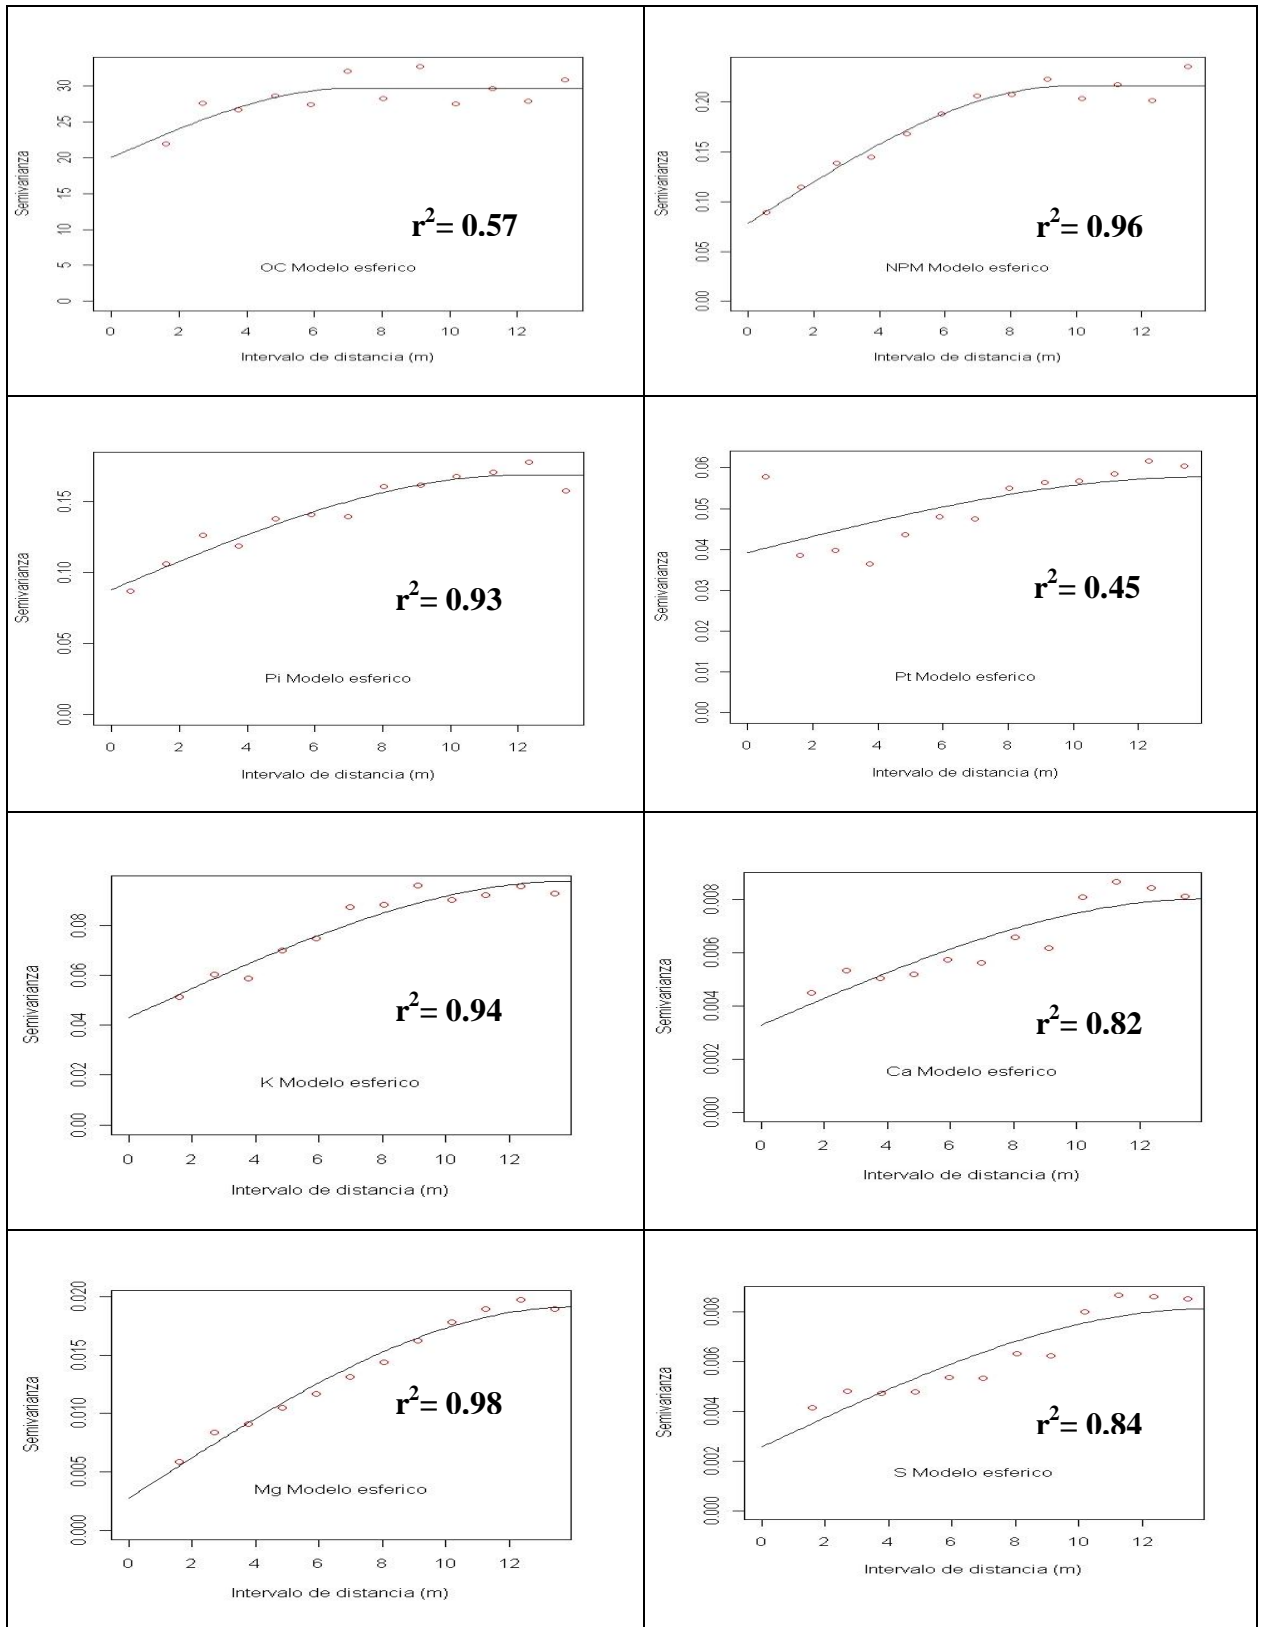 Semivarianza
30
25
20
15
10
5
0
r²= 0.57
OC Modelo esferico
0 2 4 6 8 10 12
Intervalo de distancia (m)
Semivarianza
0.20
0.15
0.10
0.05
0.00
r²= 0.96
NPM Modelo esferico
0 2 4 6 8 10 12
Intervalo de distancia (m)
Semivarianza
0.15
0.10
0.05
0.00
r²= 0.93
Pi Modelo esferico
0 2 4 6 8 10 12
Intervalo de distancia (m)
Semivarianza
0.06
0.05
0.04
0.03
0.02
0.01
0.00
r²= 0.45
Pt Modelo esferico
0 2 4 6 8 10 12
Intervalo de distancia (m)
Semivarianza
0.08
0.06
0.04
0.02
0.00
r²= 0.94
K Modelo esferico
0 2 4 6 8 10 12
Intervalo de distancia (m)
Semivarianza
0.008
0.006
0.004
0.002
0.000
r²= 0.82
Ca Modelo esferico
0 2 4 6 8 10 12
Intervalo de distancia (m)
Semivarianza
0.020
0.015
0.010
0.005
0.000
r²= 0.98
Mg Modelo esferico
0 2 4 6 8 10 12
Intervalo de distancia (m)
Semivarianza
0.008
0.006
0.004
0.002
0.000
r²= 0.84
S Modelo esferico
0 2 4 6 8 10 12
Intervalo de distancia (m)